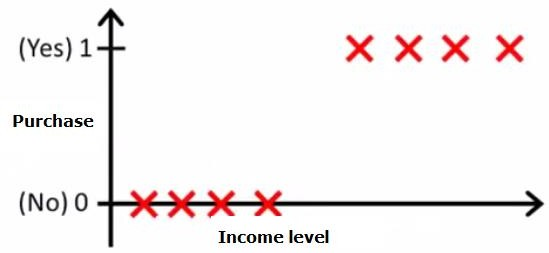 (Yes) 1
Purchase
(No) 0
Income level